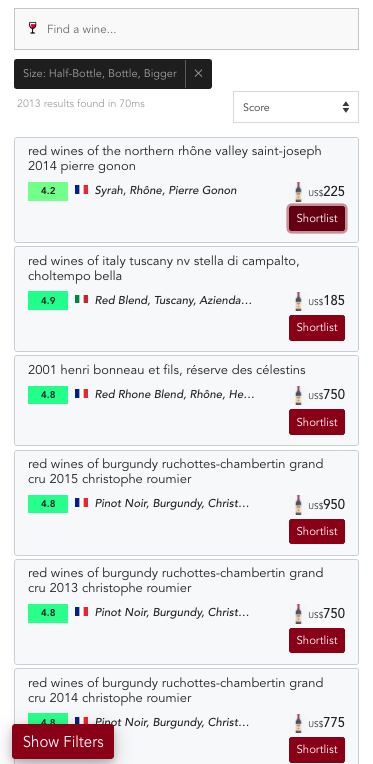 Find a wine...
Size: Half-Bottle, Bottle, Bigger ×
2013 results found in 70ms
Score
red wines of the northern rhône valley saint-joseph
2014 pierre gonon
4.2 Syrah, Rhône, Pierre Gonon US$225
Shortlist
red wines of italy tuscany nv stella di campalto,
choltempo bella
4.9 Red Blend, Tuscany, Azienda... US$185
Shortlist
2001 henri bonneau et fils, réserve des célestins
4.8 Red Rhone Blend, Rhône, He... US$750
Shortlist
red wines of burgundy ruchottes-chambertin grand
cru 2015 christophe roumier
4.8 Pinot Noir, Burgundy, Christ... US$950
Shortlist
red wines of burgundy ruchottes-chambertin grand
cru 2013 christophe roumier
4.8 Pinot Noir, Burgundy, Christ... US$750
Shortlist
red wines of burgundy ruchottes-chambertin grand
cru 2014 christophe roumier
4.8 Pinot Noir, Burgundy, Christ... US$775
Show Filters
Shortlist